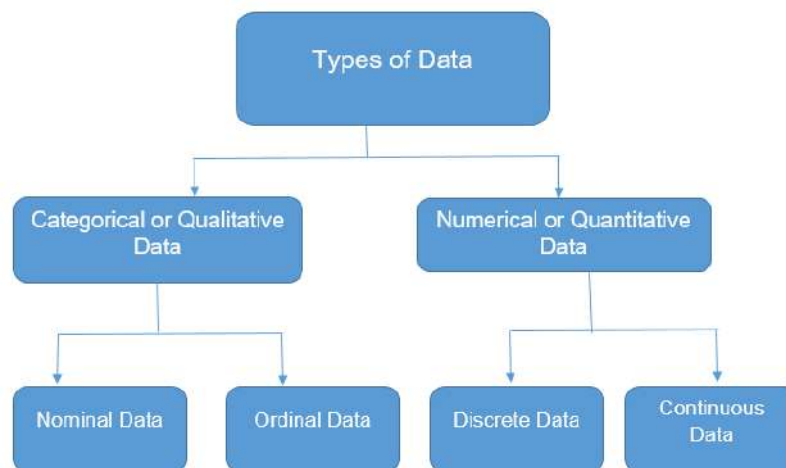 Types of Data
Categorical or Qualitative
Data
Numerical or Quantitative
Data
Nominal Data
Ordinal Data
Discrete Data
Continuous
Data